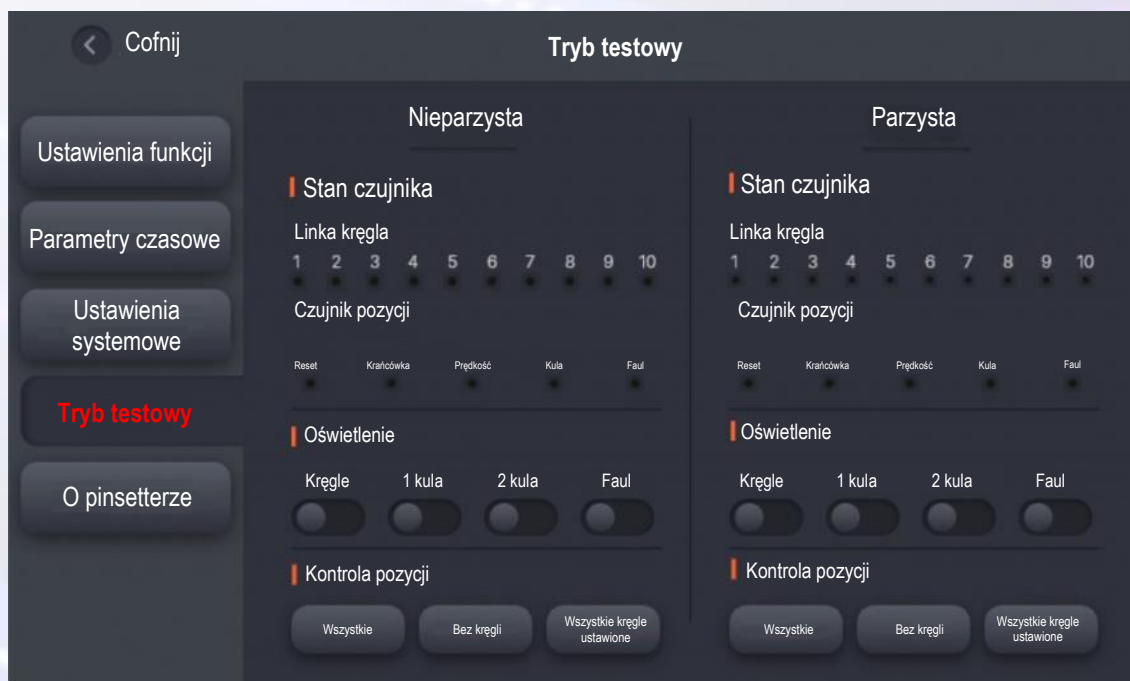 Cofnij
Tryb testowy
Ustawienia funkcji
Parametry czasowe
Ustawienia
systemowe
Tryb testowy
O pinsetterze
Nieparzysta
Stan czujnika
Linka kręgla
1 2 3 4 5 6 7 8 9 10
Czujnik pozycji
Reset Krańcówka Prędkość Kula Faul
Oświetlenie
Kręgle 1 kula 2 kula Faul
Kontrola pozycji
Wszystkie Bez kręgli Wszystkie kręgle
ustawione
Parzysta
Stan czujnika
Linka kręgla
1 2 3 4 5 6 7 8 9 10
Czujnik pozycji
Reset Krańcówka Prędkość Kula Faul
Oświetlenie
Kręgle 1 kula 2 kula Faul
Kontrola pozycji
Wszystkie Bez kręgli Wszystkie kręgle
ustawione